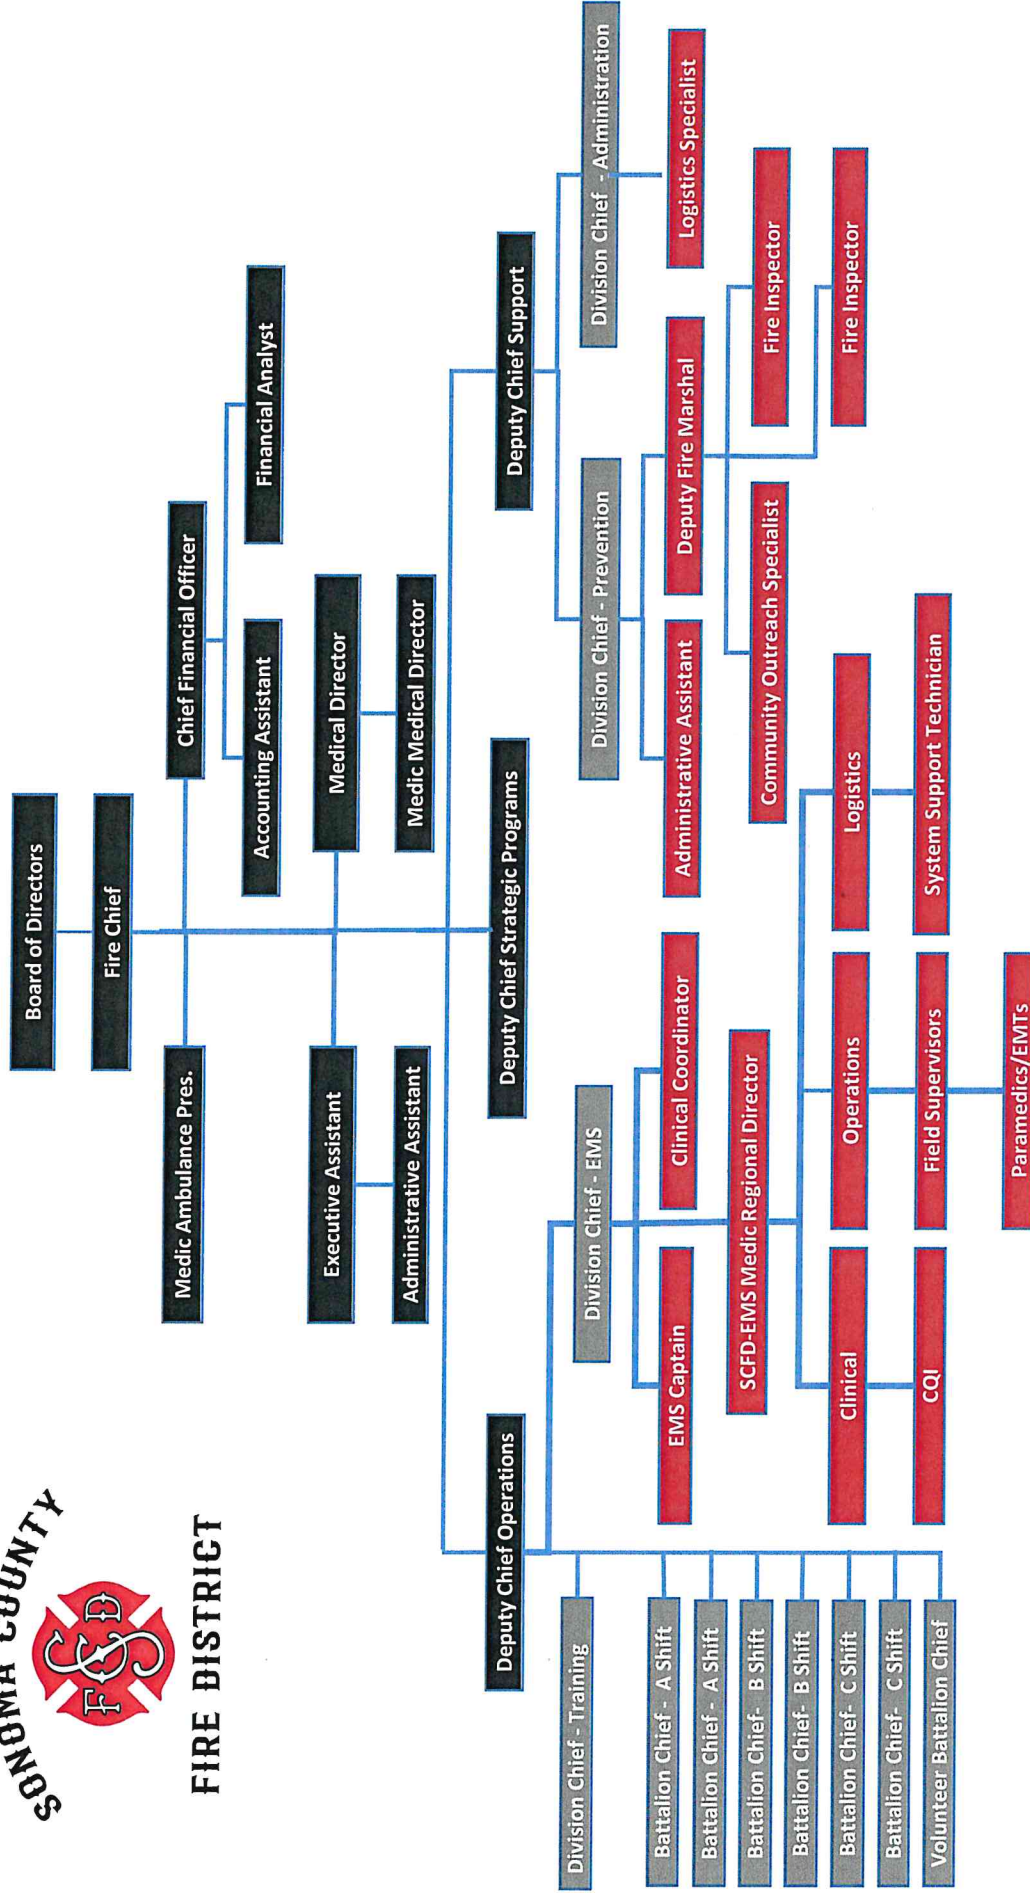 SONOMA COUNTY
FCSD
FIRE DISTRICT
Board of Directors
Fire Chief
Medic Ambulance Pres.
Chief Financial Officer
Accounting Assistant
Financial Analyst
Executive Assistant
Medical Director
Administrative Assistant
Medic Medical Director
Deputy Chief Operations
Deputy Chief Strategic Programs
Deputy Chief Support
Division Chief - Training
Division Chief - EMS
Division Chief - Prevention
Division Chief - Administration
Battalion Chief - A Shift
Battalion Chief - A Shift
Battalion Chief- B Shift
Battalion Chief- B Shift
Battalion Chief- C Shift
Battalion Chief- C Shift
Volunteer Battalion Chief
EMS Captain
Clinical Coordinator
Administrative Assistant
Deputy Fire Marshal
Logistics Specialist
SCFD-EMS Medic Regional Director
Community Outreach Specialist
Fire Inspector
Clinical
Operations
Logistics
Fire Inspector
CQI
Field Supervisors
System Support Technician
Paramedics/EMTs